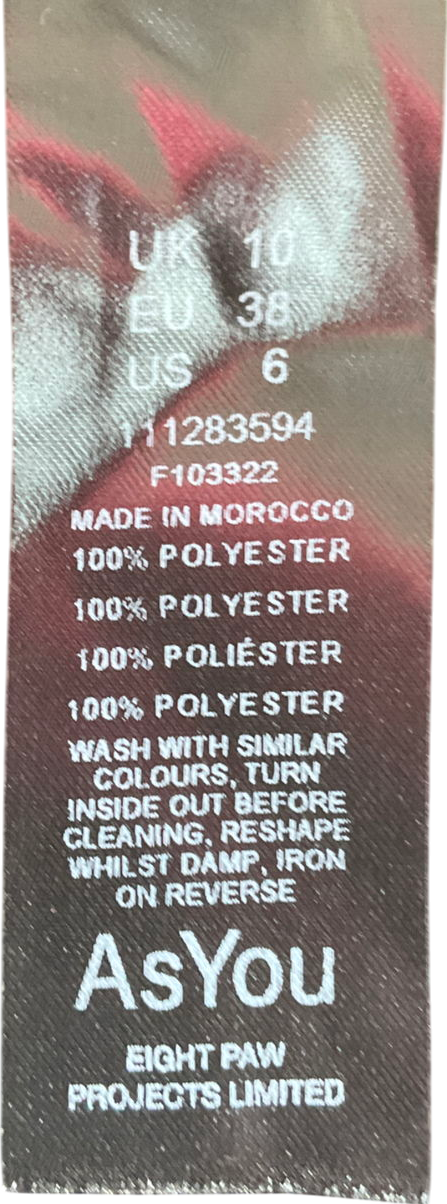 UK 10
EU 38
US 6
111283594
F103322
MADE IN MOROCCO
100% POLYESTER
100% POLYESTER
100% POLIÉSTER
100% POLYESTER
WASH WITH SIMILAR
COLOURS, TURN
INSIDE OUT BEFORE
CLEANING, RESHAPE
WHILST DAMP, IRON
ON REVERSE
AsYou
EIGHT PAW
PROJECTS LIMITED